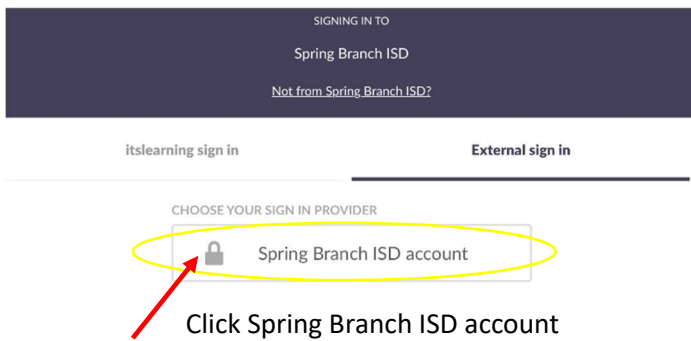 SIGNING IN TO
Spring Branch ISD
Not from Spring Branch ISD?
itslearning sign in
External sign in
CHOOSE YOUR SIGN IN PROVIDER
Spring Branch ISD account
Click Spring Branch ISD account